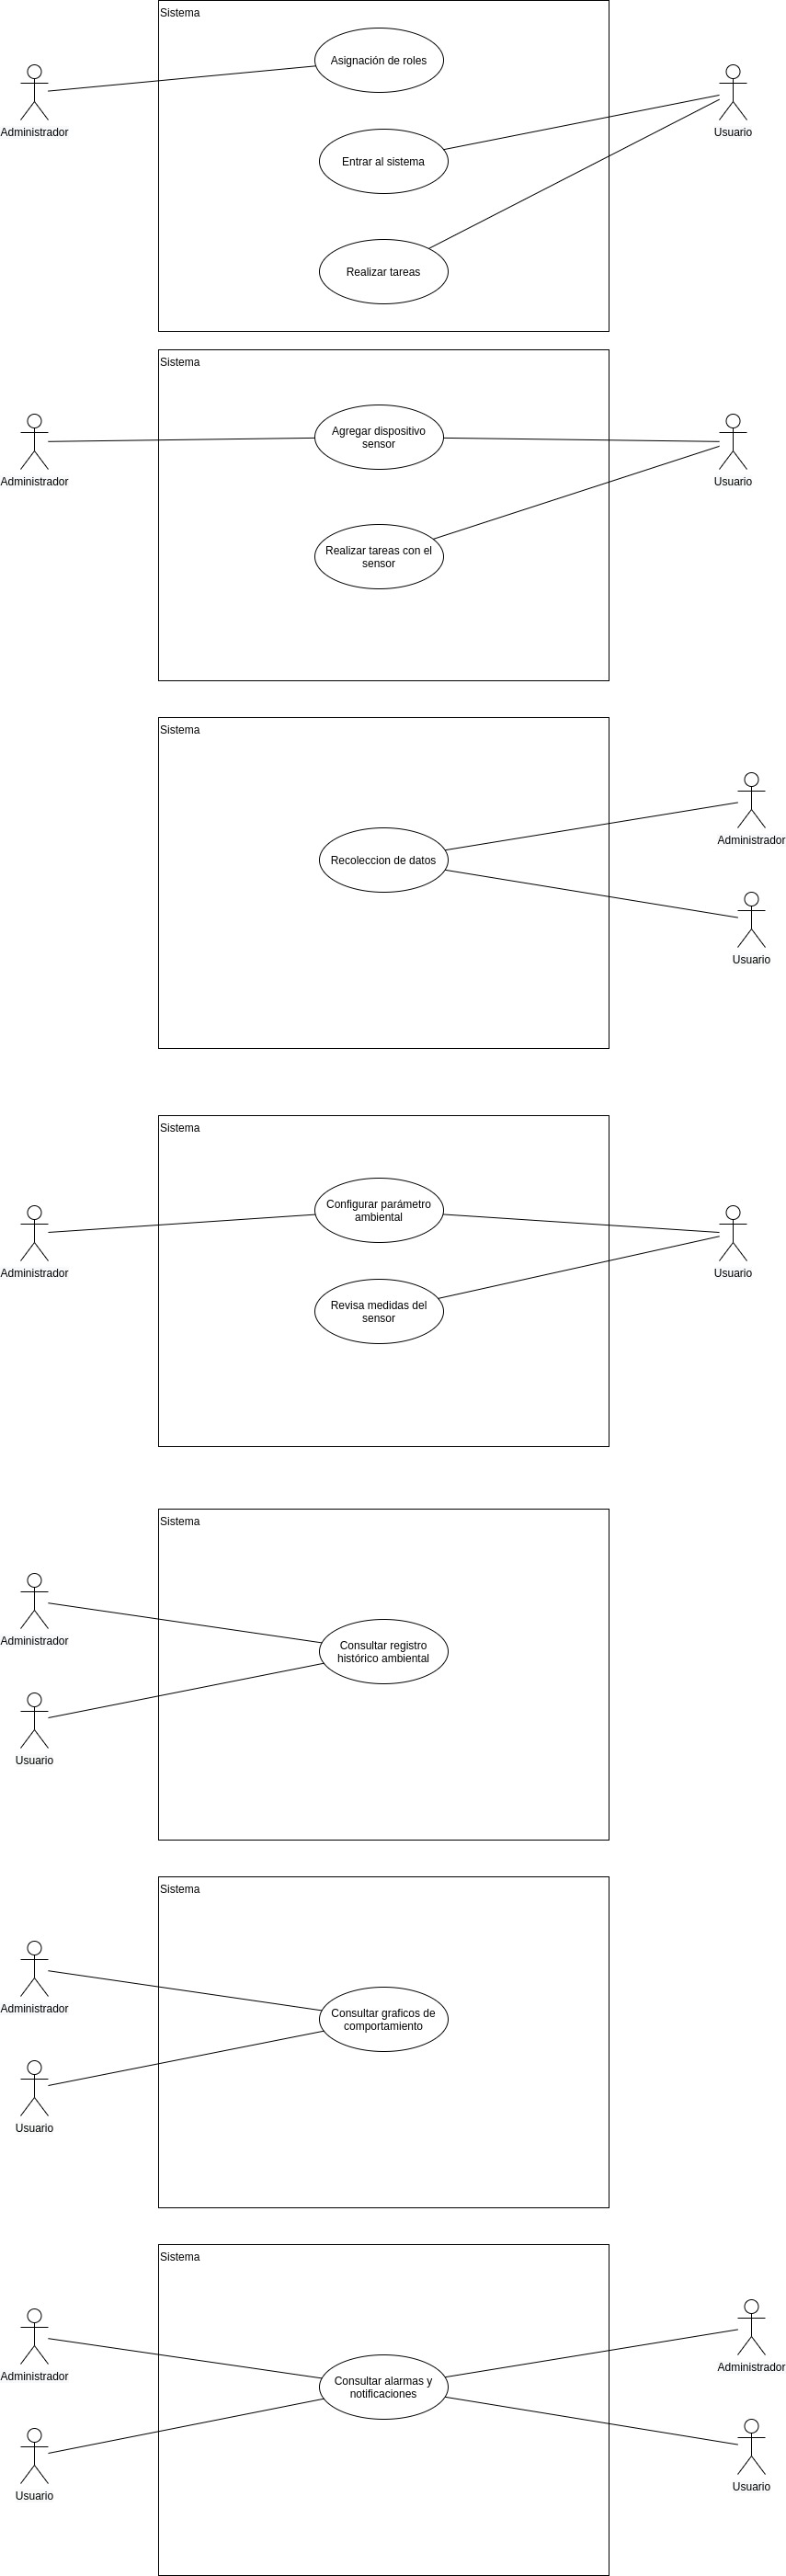 Sistema
Asignación de roles
Administrador
Usuario
Entrar al sistema
Realizar tareas
Sistema
Agregar dispositivo
sensor
Administrador
Usuario
Realizar tareas con el
sensor
Sistema
Administrador
Recoleccion de datos
Usuario
Sistema
Configurar parámetro
ambiental
Administrador
Usuario
Revisa medidas del
sensor
Sistema
Administrador
Consultar registro
histórico ambiental
Usuario
Sistema
Administrador
Consultar graficos de
comportamiento
Usuario
Sistema
Administrador
Administrador
Consultar alarmas y
notificaciones
Usuario
Usuario